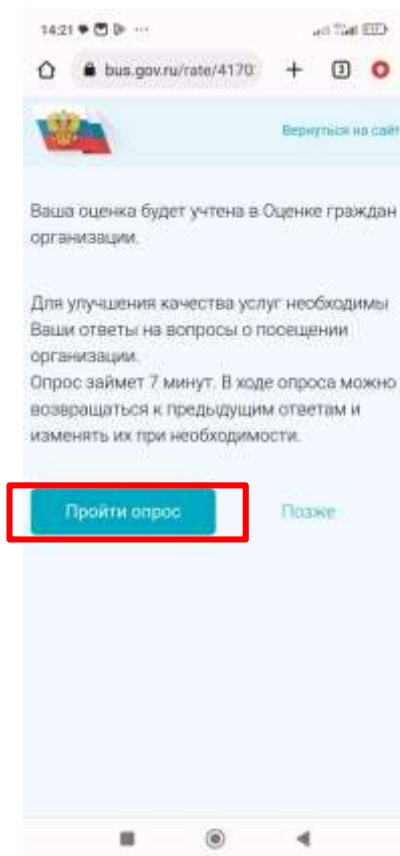 14:21
bus.gov.ru/rate/4170
3
Вернуться на сайт
Ваша оценка будет учтена в Оценке граждан
организации.
Для улучшения качества услуг необходимы
Ваши ответы на вопросы о посещении
организации.
Опрос займет 7 минут. В ходе опроса можно
возвращаться к предыдущим ответам и
изменять их при необходимости.
Пройти опрос
Позже